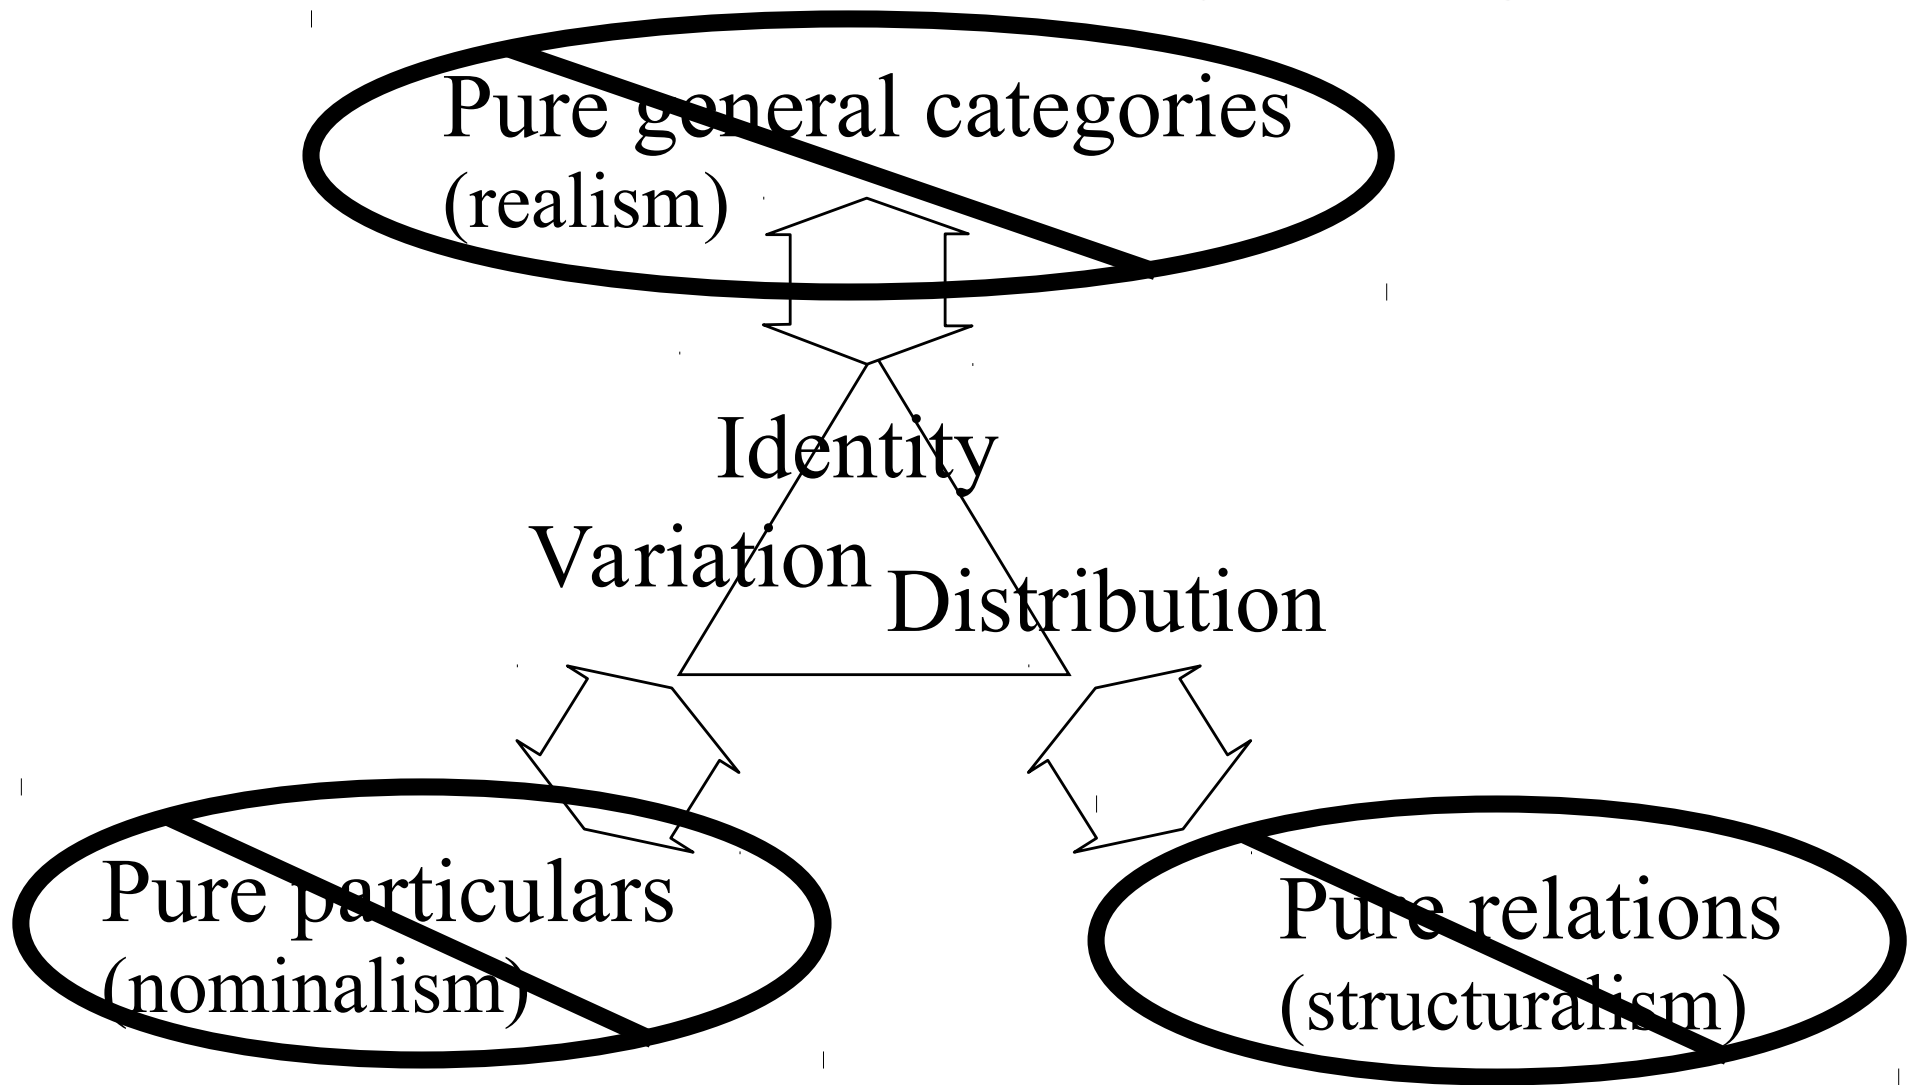 Pure general categories
(realism)
Identity
Variation
Distribution
Pure particulars
(nominalism)
Pure relations
(structuralism)